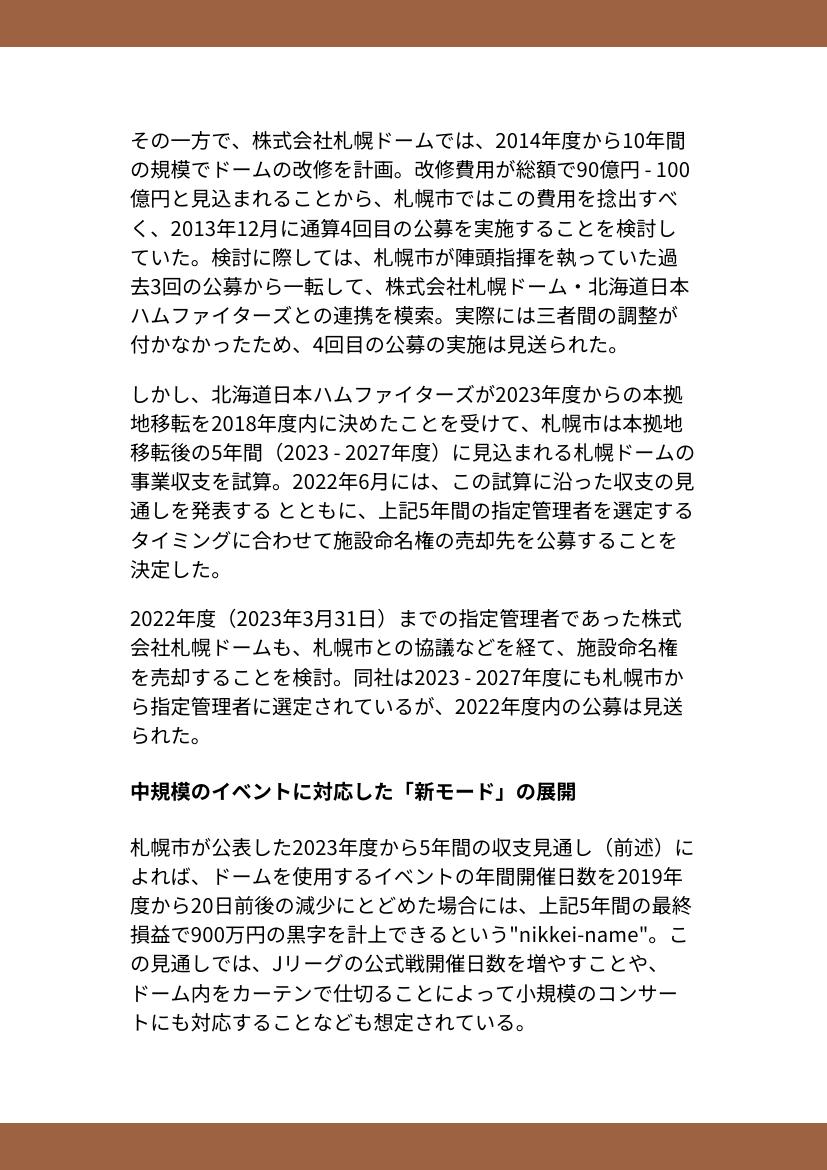 その一方で、株式会社札幌ドームでは、2014年度から10年間
の規模でドームの改修を計画。改修費用が総額で90億円 - 100
億円と見込まれることから、札幌市ではこの費用を捻出すべ
く、2013年12月に通算4回目の公募を実施することを検討し
ていた。検討に際しては、札幌市が陣頭指揮を執っていた過
去3回の公募から一転して、株式会社札幌ドーム・北海道日本
ハムファイターズとの連携を模索。実際には三者間の調整が
付かなかったため、4回目の公募の実施は見送られた。
しかし、北海道日本ハムファイターズが2023年度からの本拠
地移転を2018年度内に決めたことを受けて、札幌市は本拠地
移転後の5年間（2023 - 2027年度）に見込まれる札幌ドームの
事業収支を試算。2022年6月には、この試算に沿った収支の見
通しを発表する とともに、上記5年間の指定管理者を選定する
タイミングに合わせて施設命名権の売却先を公募することを
決定した。
2022年度（2023年3月31日）までの指定管理者であった株式
会社札幌ドームも、札幌市との協議などを経て、施設命名権
を売却することを検討。同社は2023 - 2027年度にも札幌市か
ら指定管理者に選定されているが、2022年度内の公募は見送
られた。
中規模のイベントに対応した「新モード」の展開
札幌市が公表した2023年度から5年間の収支見通し（前述）に
よれば、ドームを使用するイベントの年間開催日数を2019年
度から20日前後の減少にとどめた場合には、上記5年間の最終
損益で900万円の黒字を計上できるという"nikkei-name"。こ
の見通しでは、Jリーグの公式戦開催日数を増やすことや、
ドーム内をカーテンで仕切ることによって小規模のコンサー
トにも対応することなども想定されている。